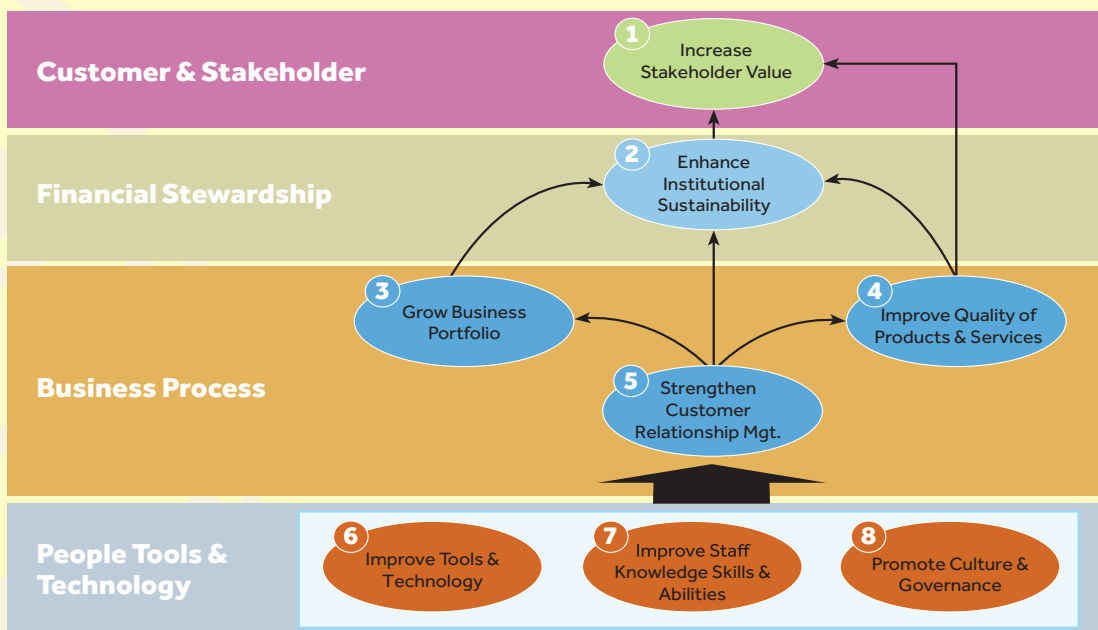 Customer & Stakeholder
1
Increase
Stakeholder Value
Financial Stewardship
2
Enhance
Institutional
Sustainability
Business Process
3
Grow Business
Portfolio
4
Improve Quality of
Products & Services
5
Strengthen
Customer
Relationship Mgt.
People Tools &
Technology
6
Improve Tools &
Technology
7
Improve Staff
Knowledge Skills &
Abilities
8
Promote Culture &
Governance